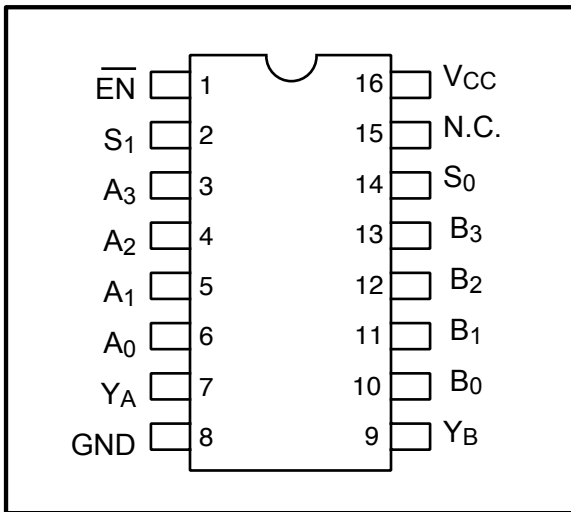 E̅N̅ 1 16 VCC
S1 2 15 N.C.
A3 3 14 S0
A2 4 13 B3
A1 5 12 B2
A0 6 11 B1
YA 7 10 B0
GND 8 9 YB